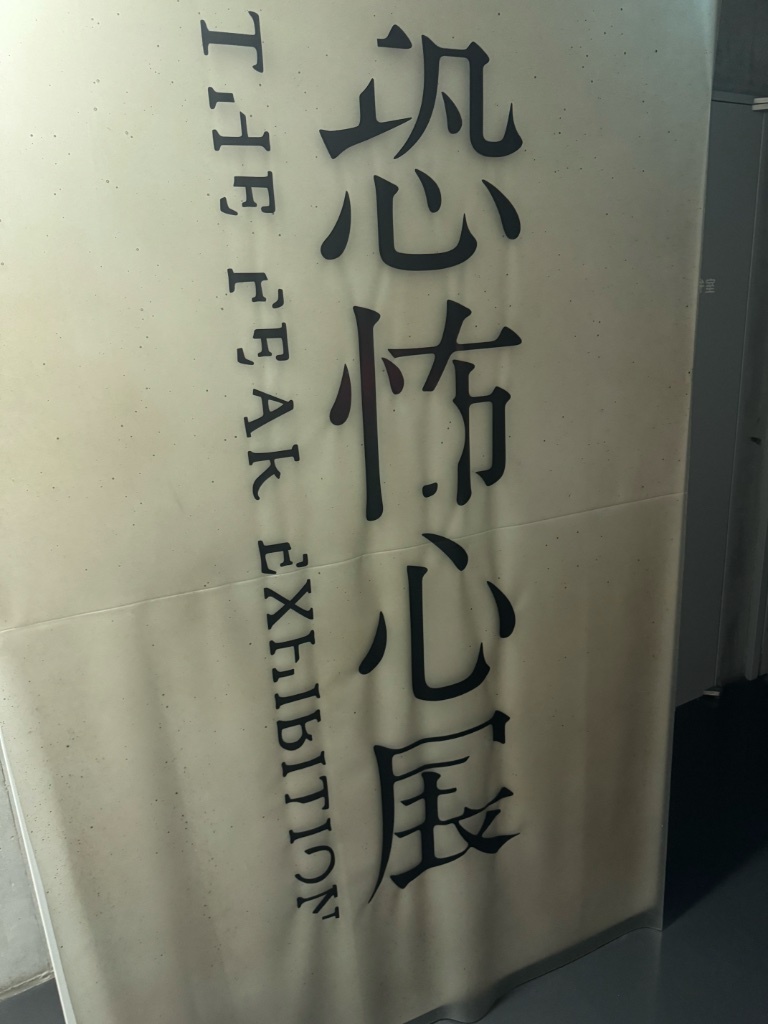 恐怖心展
THE FEAR EXHIBITION